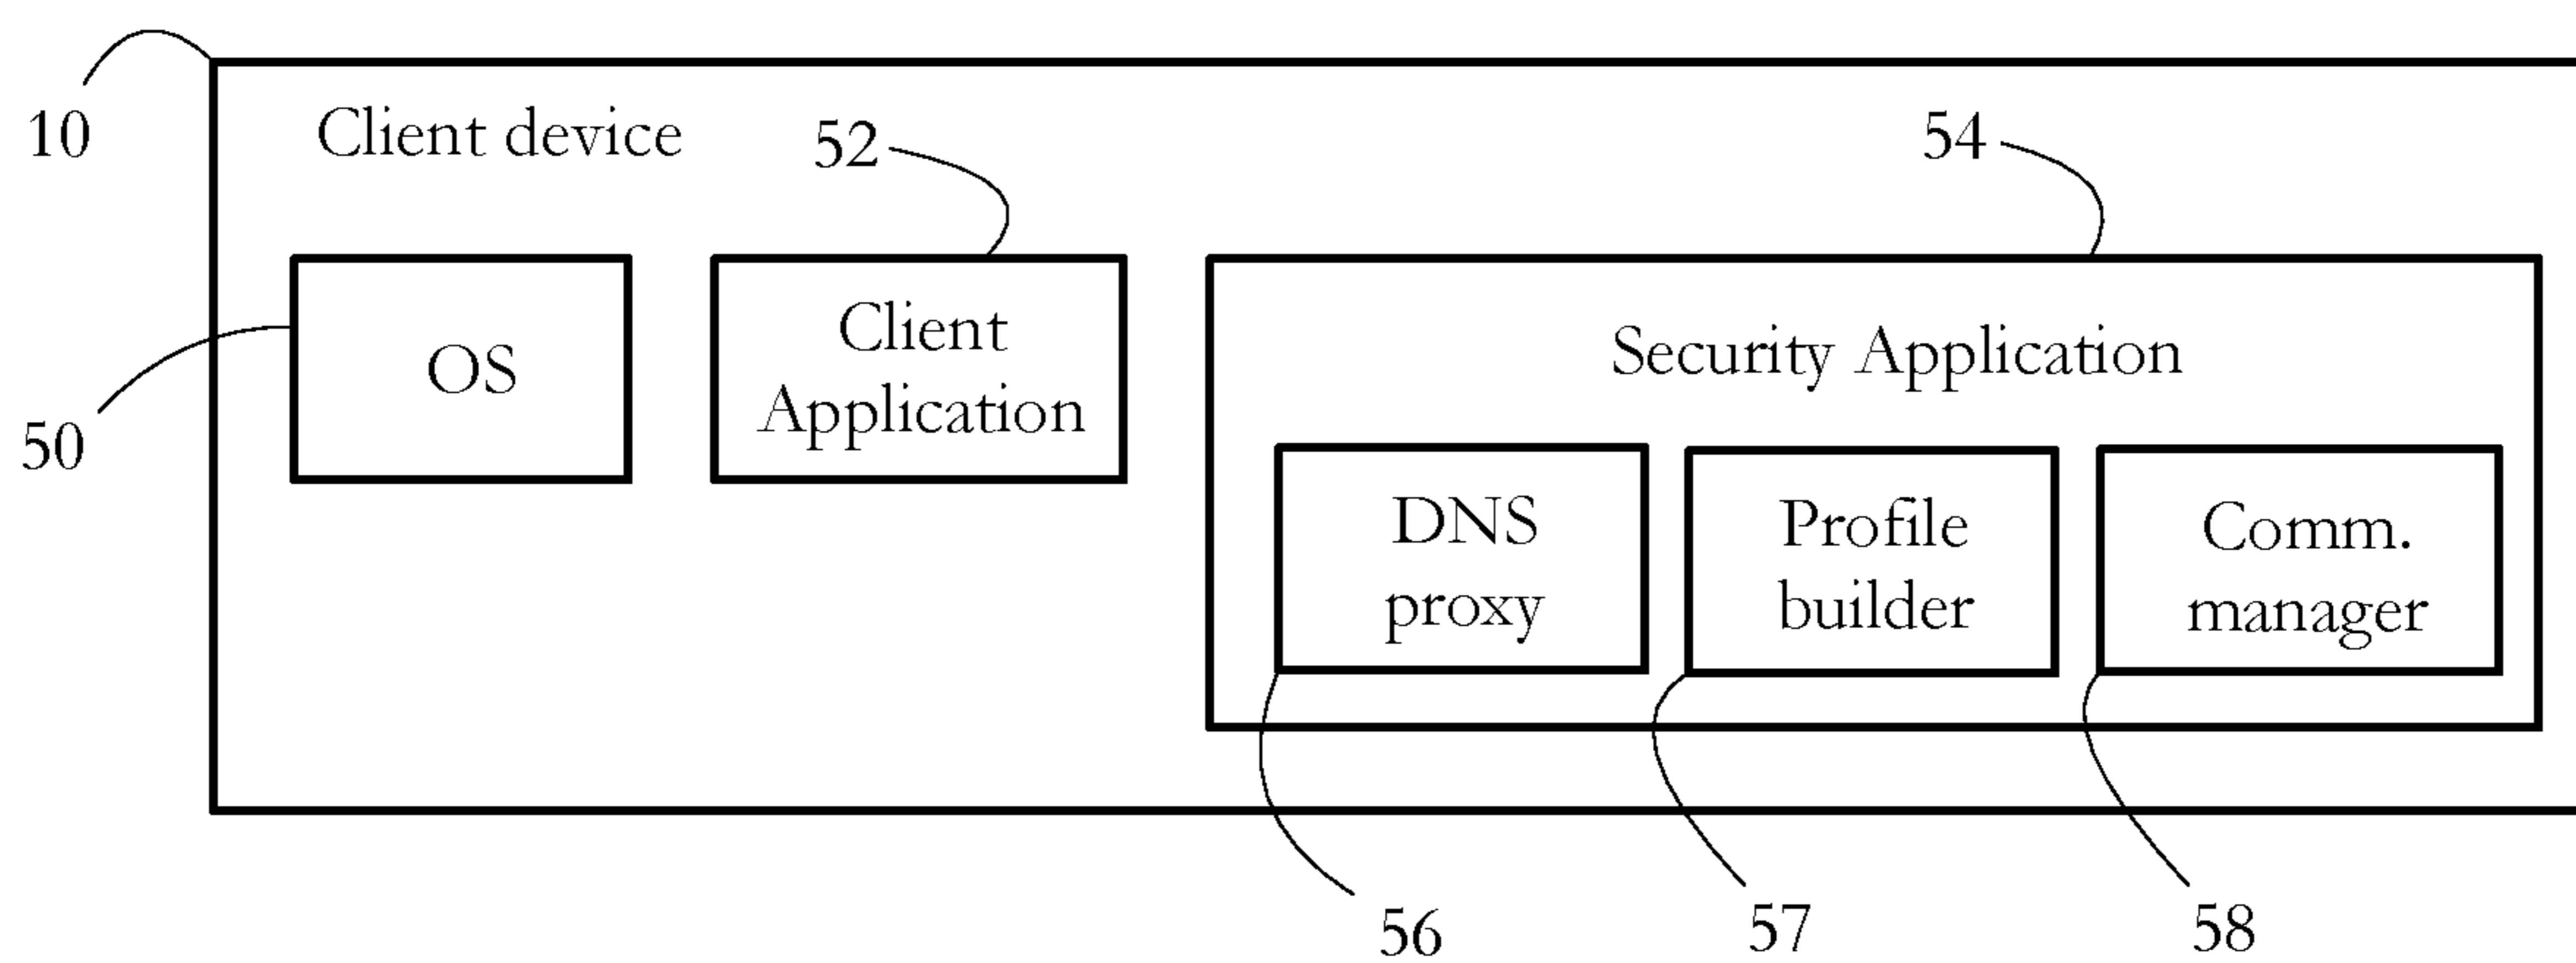 10
Client device
52
54
50
OS
Client
Application
Security Application
DNS
proxy
Profile
builder
Comm.
manager
56
57
58